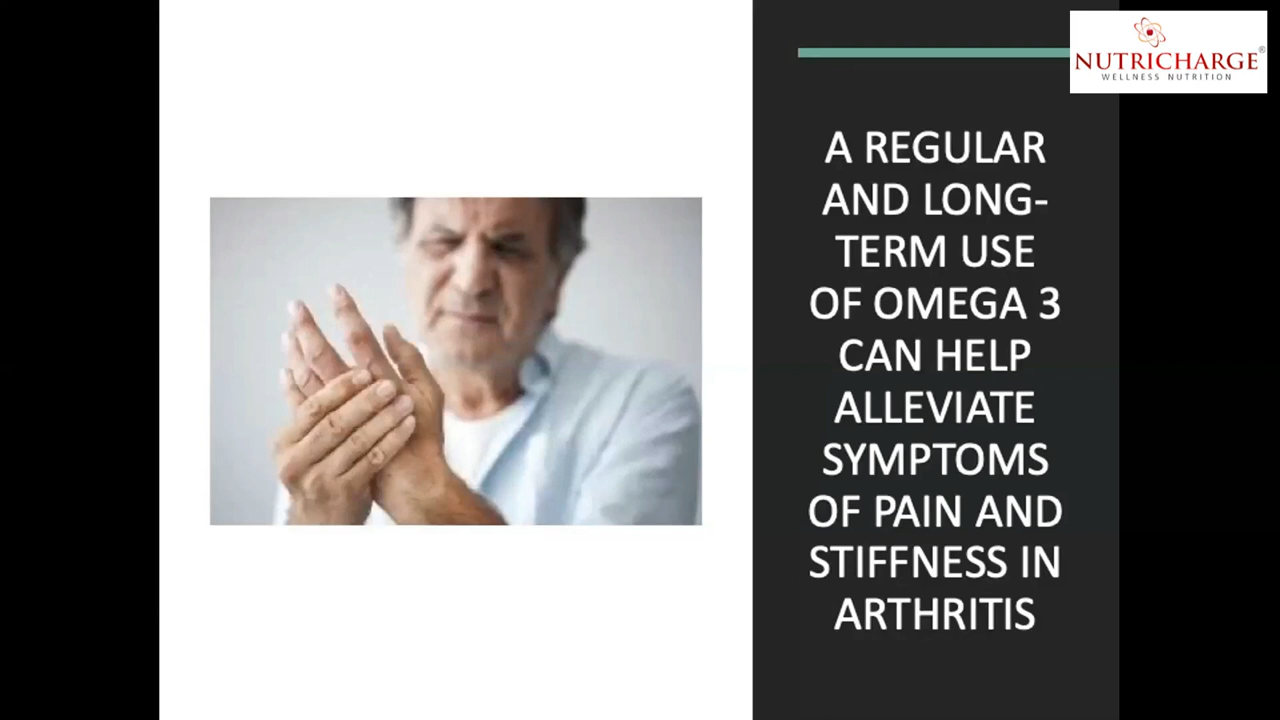 NUTRICHARGE®
WELLNESS NUTRITION
A REGULAR
AND LONG-
TERM USE
OF OMEGA 3
CAN HELP
ALLEVIATE
SYMPTOMS
OF PAIN AND
STIFFNESS IN
ARTHRITIS